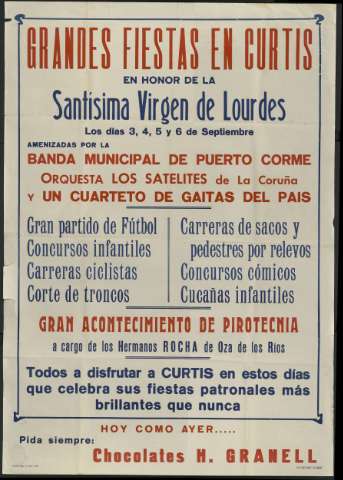 GRANDES FIESTAS EN CURTIS
EN HONOR DE LA
Santísima Virgen de Lourdes
Los días 3, 4, 5 y 6 de Septiembre
AMENIZADAS POR LA
BANDA MUNICIPAL DE PUERTO CORME
ORQUESTA LOS SATELITES de La Coruña
Y UN CUARTETO DE GAITAS DEL PAIS
Gran partido de Fútbol
Concursos infantiles
Carreras ciclistas
Corte de troncos
Carreras de sacos y
pedestres por relevos
Concursos cómicos
Cucañas infantiles
GRAN ACONTECIMIENTO DE PIROTECNIA
a cargo de los Hermanos ROCHA de Oza de los Ríos
Todos a disfrutar a CURTIS en estos días
que celebra sus fiestas patronales más
brillantes que nunca
HOY COMO AYER.....
Pida siempre:
Chocolates H. GRANELL